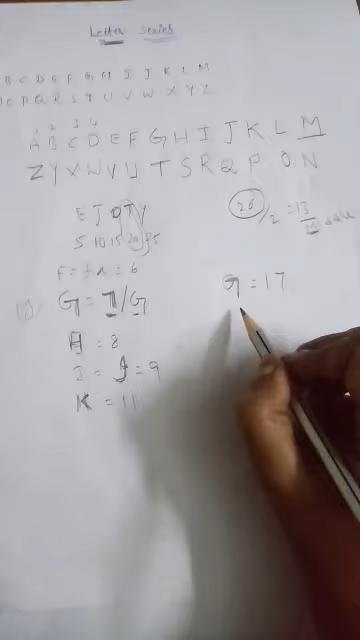 Letter Series
B C D E F G H I J K L M
O P Q R S T U V W X Y Z
1 2 3 4
A B C D E F G H I J K L M
Z Y X W V U T S R Q P O N
E J O T Y
5 10 15 20 25
26/2 = 13
M
F = fx = 6
G = 7/G
G = 17
H = 8
I = J = 9
K = 11